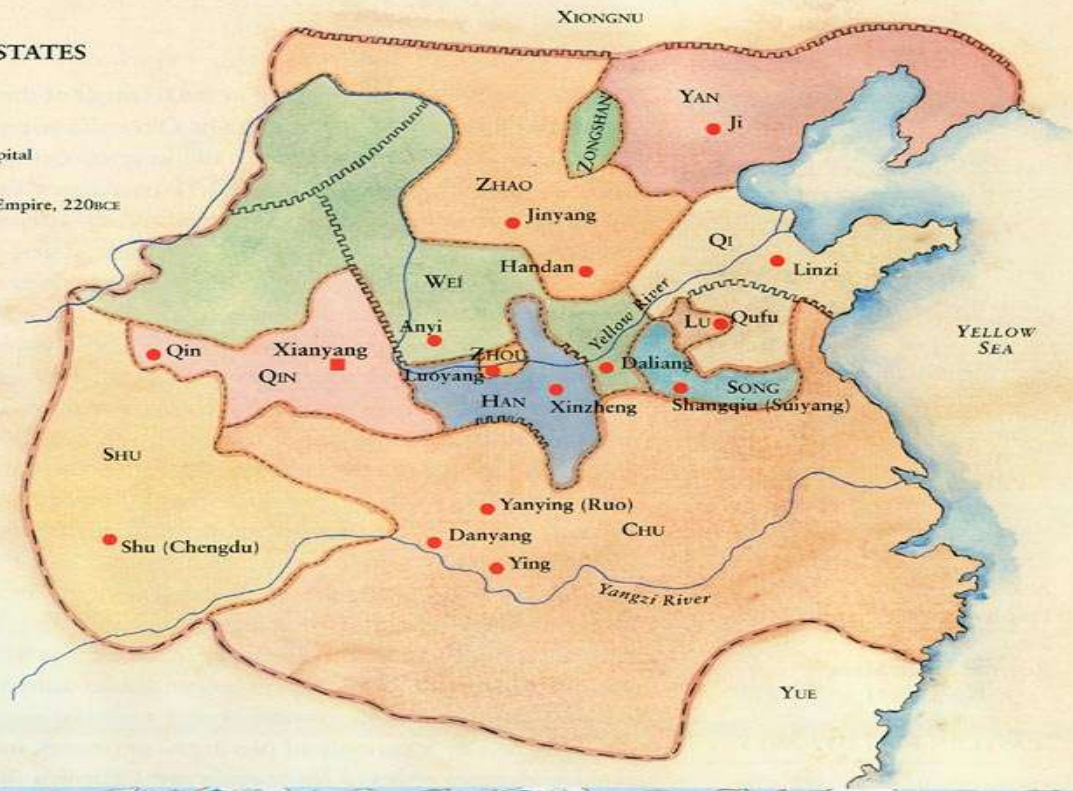 XIONGNU
STATES
YAN
Ji
ZONGSHAN
pital
Empire, 220BCE
ZHAO
Jinyang
QI
Linzi
Handan
WEI
Yellow River
LU
Qufu
Anyi
YELLOW
SEA
Qin
Xianyang
QIN
ZHOU
Luoyang
Daliang
HAN
Xinzheng
SONG
Shangqiu (Suiyang)
SHU
Yanying (Ruo)
CHU
Danyang
Shu (Chengdu)
Ying
Yangzi River
YUE